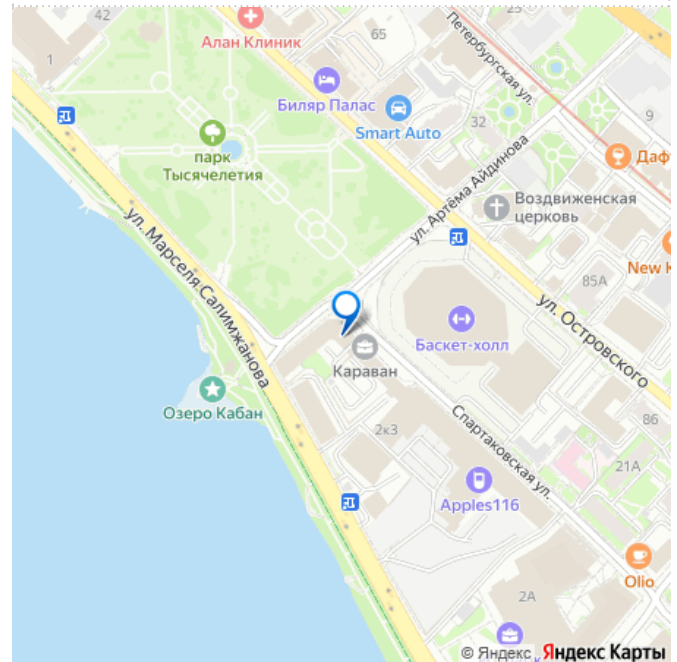 42
25
Алан Клиник
65
1
Петербургская ул.
Биляр Палас
Smart Auto
32
9
Даф
парк
Тысячелетия
ул. Артёма Айдинова
Воздвиженская
церковь
ул. Марселя Салимжанова
New K
85А
ул. Островского
Баскет-холл
Караван
Озеро Кабан
Спартаковская ул.
2к3
86
21А
Apples116
Olio
2А
© Яндекс Яндекс Карты